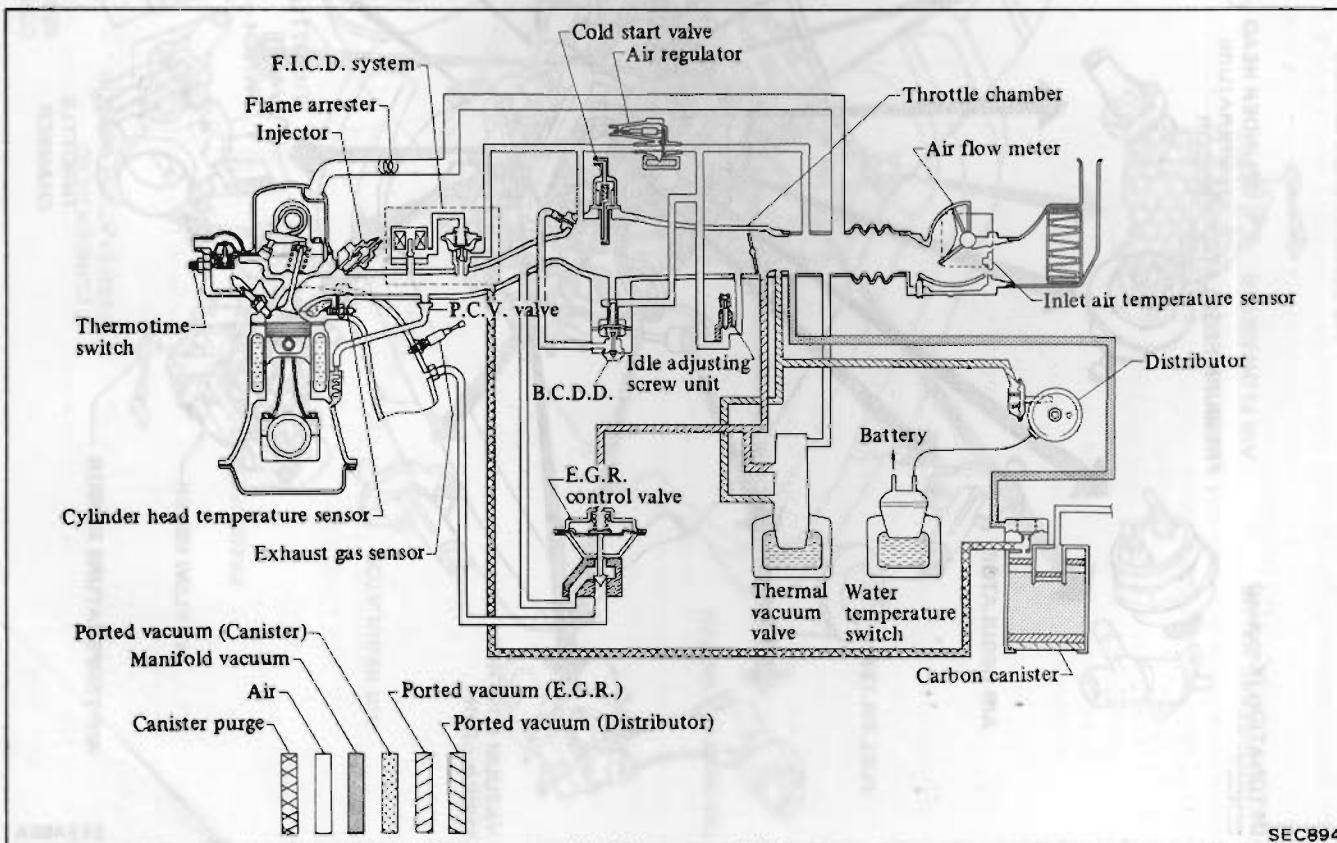 Cold start valve
Air regulator
F.I.C.D. system
Flame arrester
Injector
Throttle chamber
Air flow meter
Inlet air temperature sensor
Thermotime
switch
P.C.V. valve
B.C.D.D.
Idle adjusting
screw unit
Distributor
Battery
E.G.R.
control valve
Cylinder head temperature sensor
Exhaust gas sensor
Thermal
vacuum
valve
Water
temperature
switch
Carbon canister
Ported vacuum (Canister)
Manifold vacuum
Air
Canister purge
Ported vacuum (E.G.R.)
Ported vacuum (Distributor)
SEC894